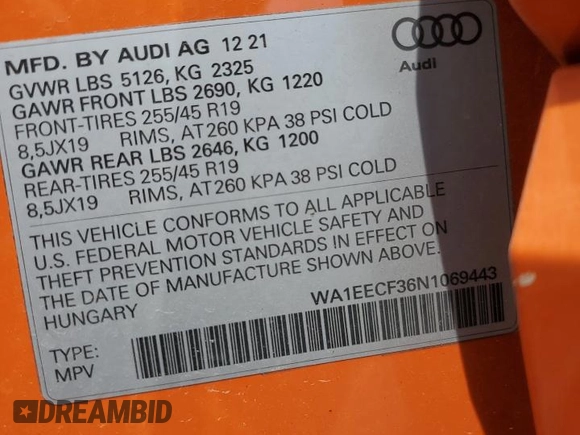 MFD. BY AUDI AG 12 21
Audi
GVWR LBS 5126, KG 2325
GAWR FRONT LBS 2690, KG 1220
FRONT-TIRES 255/45 R19
8,5JX19 RIMS, AT 260 KPA 38 PSI COLD
GAWR REAR LBS 2646, KG 1200
REAR-TIRES 255/45 R19
8,5JX19 RIMS, AT 260 KPA 38 PSI COLD
THIS VEHICLE CONFORMS TO ALL APPLICABLE
U.S. FEDERAL MOTOR VEHICLE SAFETY AND
THEFT PREVENTION STANDARDS IN EFFECT ON
THE DATE OF MANUFACTURE SHOWN ABOVE.
HUNGARY
WA1EECF36N1069443
TYPE:
MPV
DREAMBID